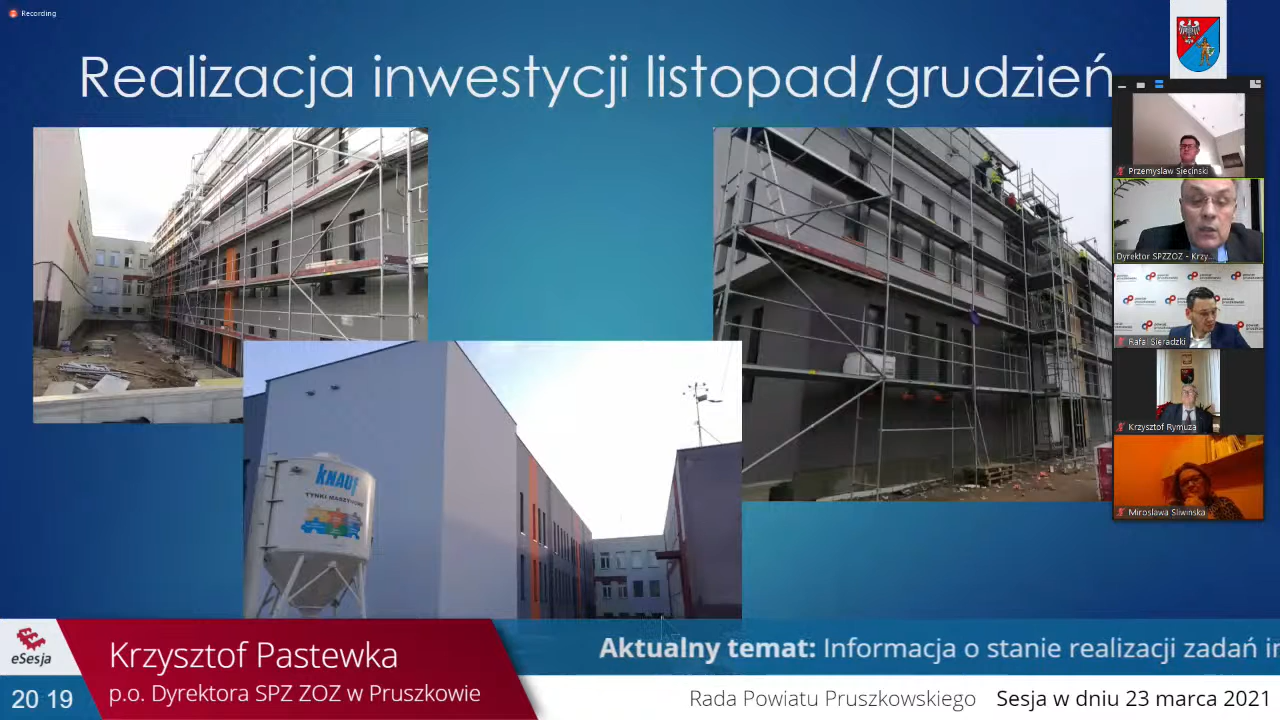 Recording
Realizacja inwestycji listopad/grudzień
Przemysław Sieciński
Dyrektor SPZZOZ - Krzy...
Rafał Sieradzki
Krzysztof Rymuza
Mirosława Śliwińska
KNAUF
TYNKI MASZYNOWE
eSesja
20 19
Krzysztof Pastewka
p.o. Dyrektora SPZ ZOZ w Pruszkowie
Aktualny temat: Informacja o stanie realizacji zadań in
Rada Powiatu Pruszkowskiego Sesja w dniu 23 marca 2021